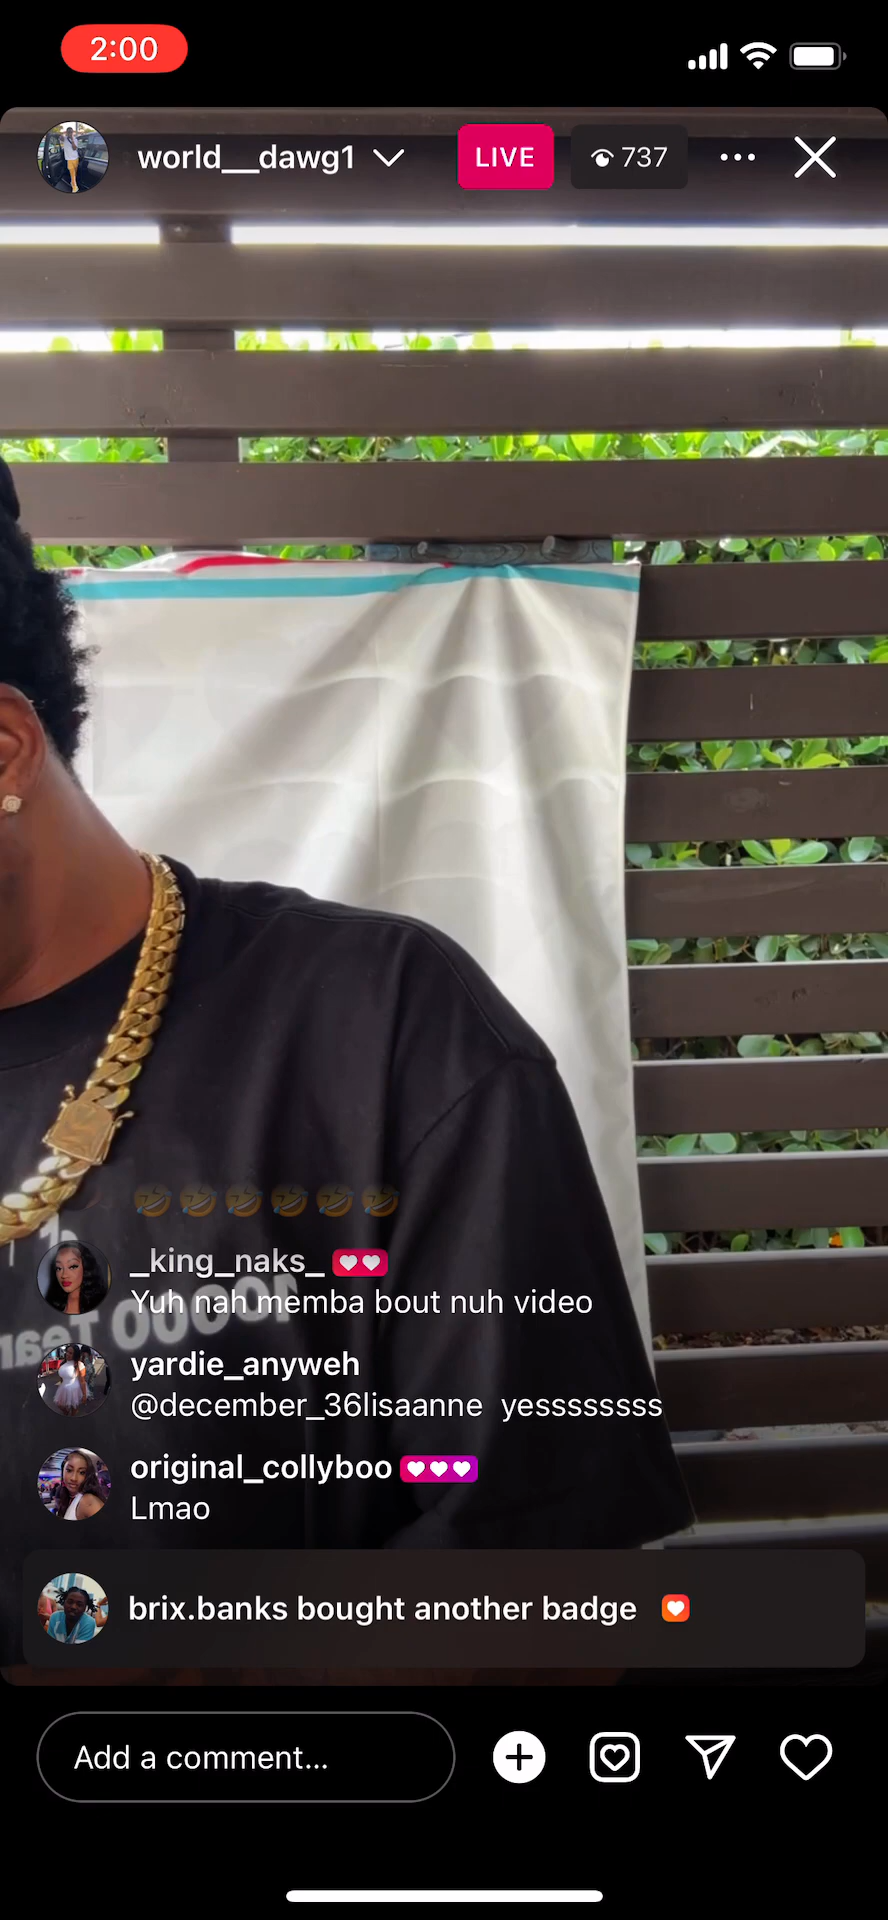 2:00
world__dawg1 LIVE 737
🤣🤣🤣🤣🤣🤣
_king_naks_
Yuh nah memba bout nuh video
yardie_anyweh
@december_36lisaanne yesssssssss
original_collyboo
Lmao
brix.banks bought another badge
Add a comment...